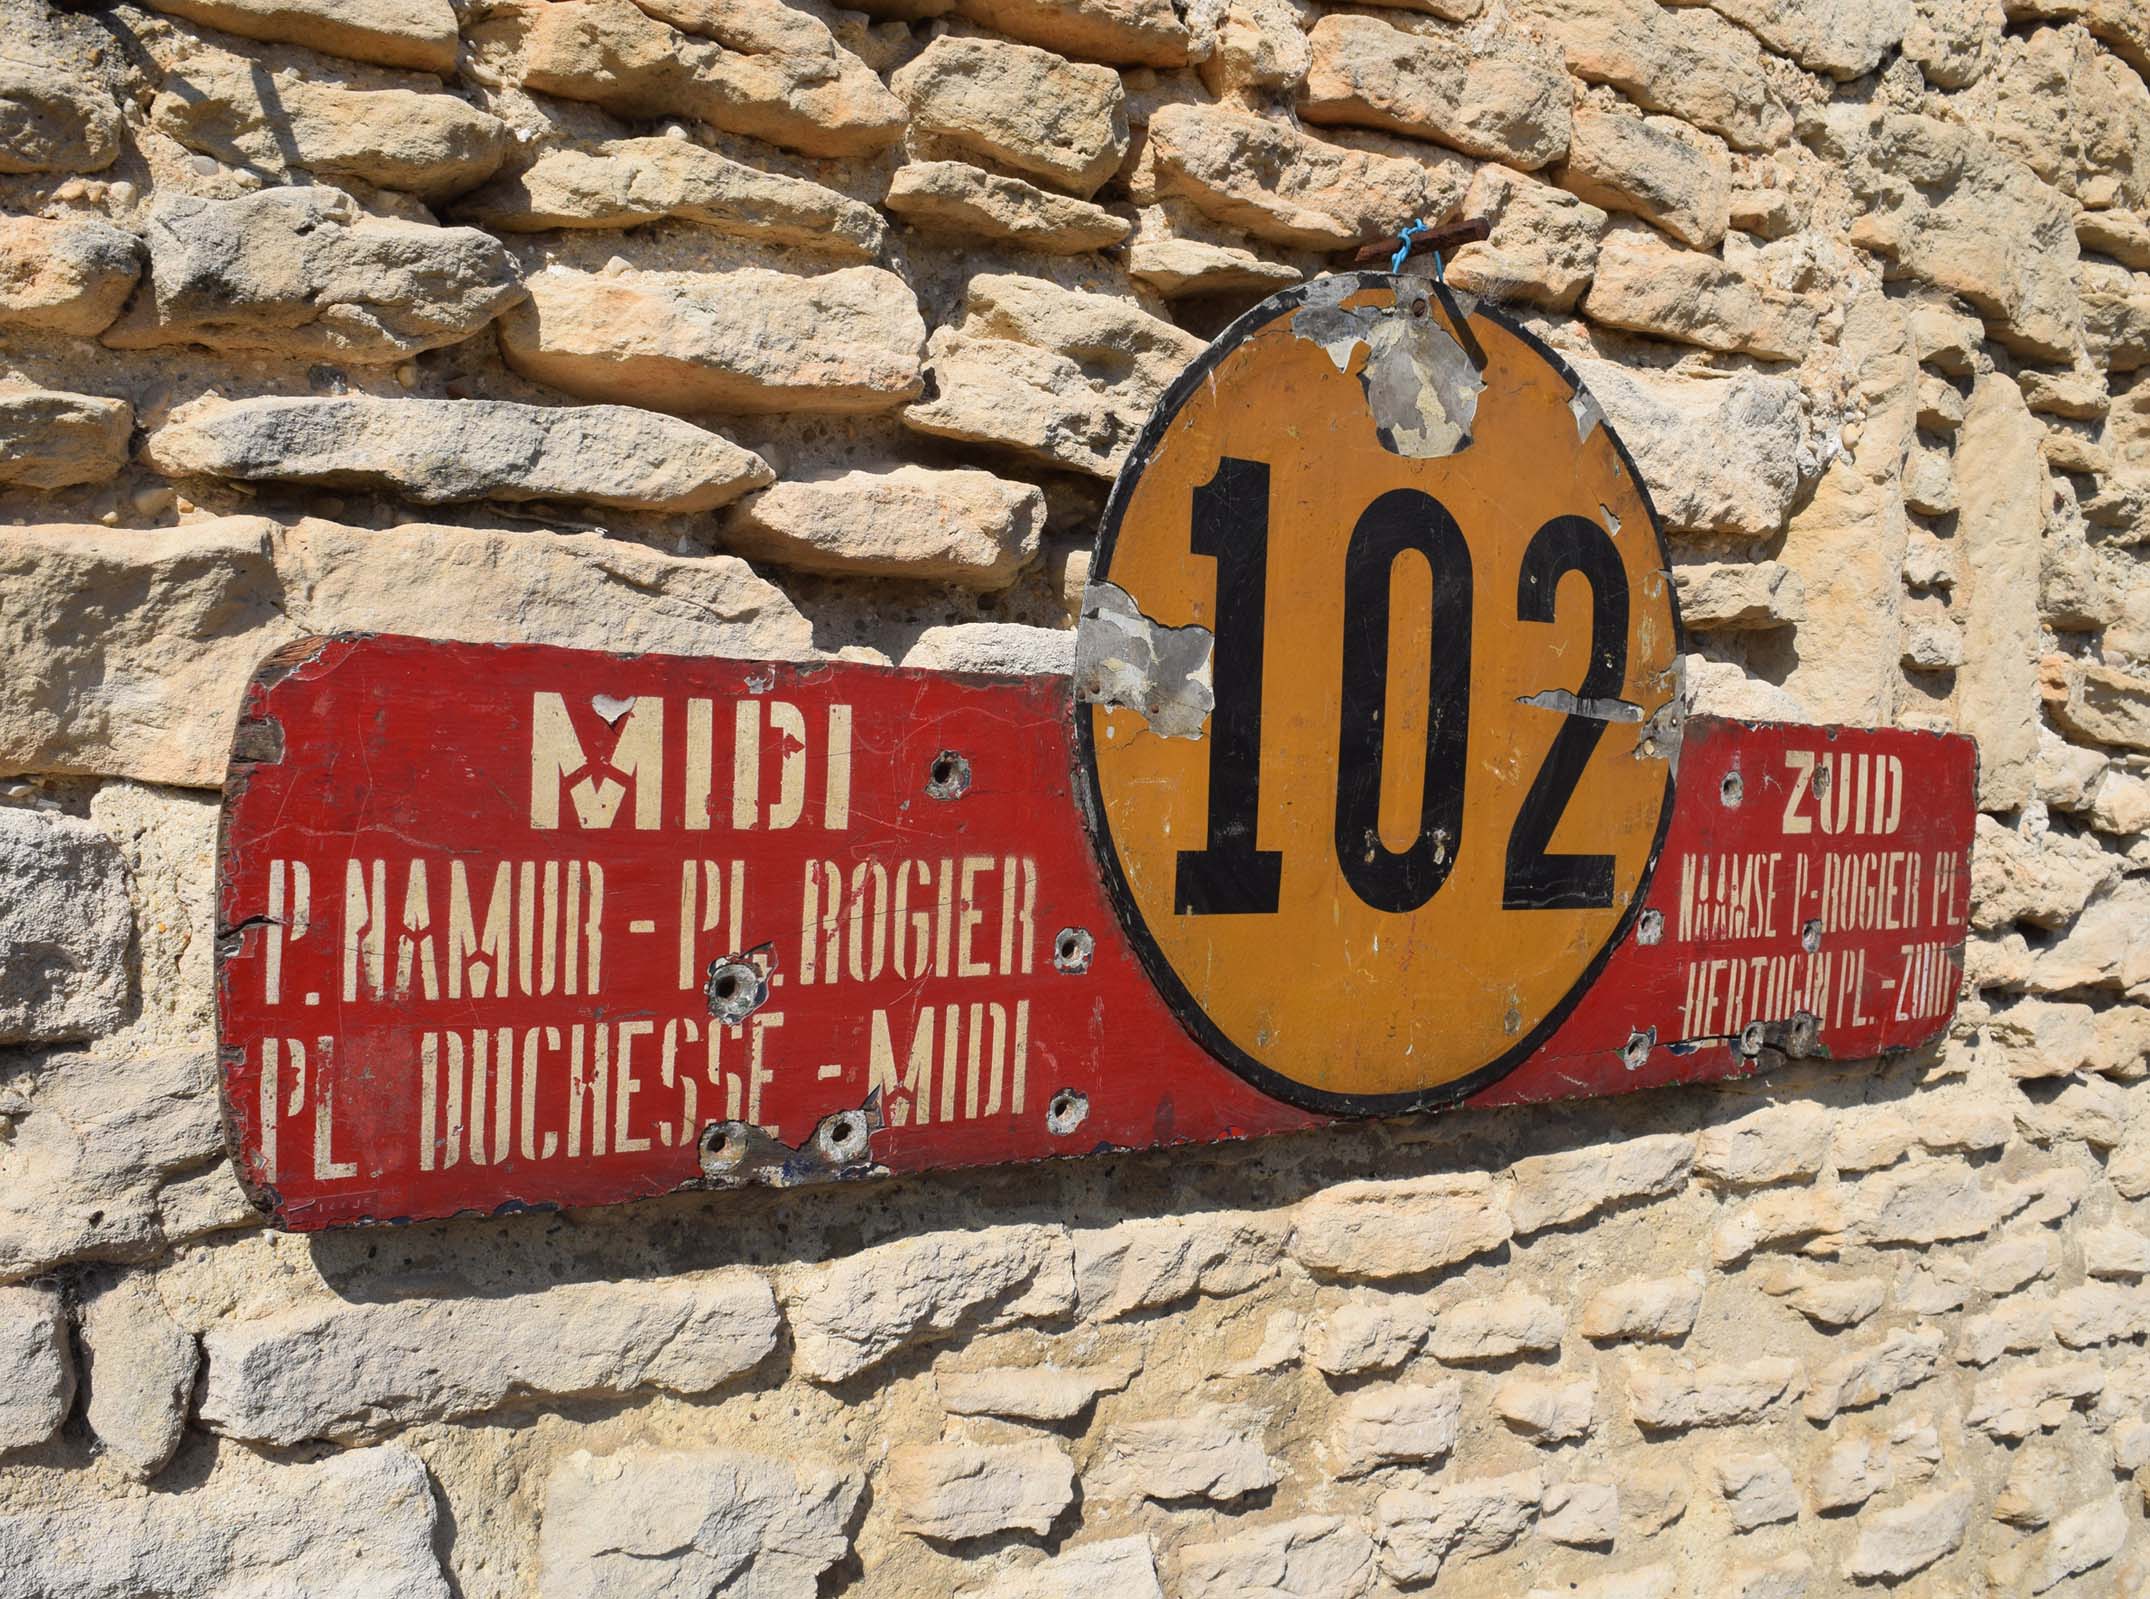 MIDI
P. NAMUR - PL. ROGIER
PL DUCHESSE - MIDI
102
ZUID
NAAMSE P-ROGIER PL.
HERTOGIN PL.-ZUID